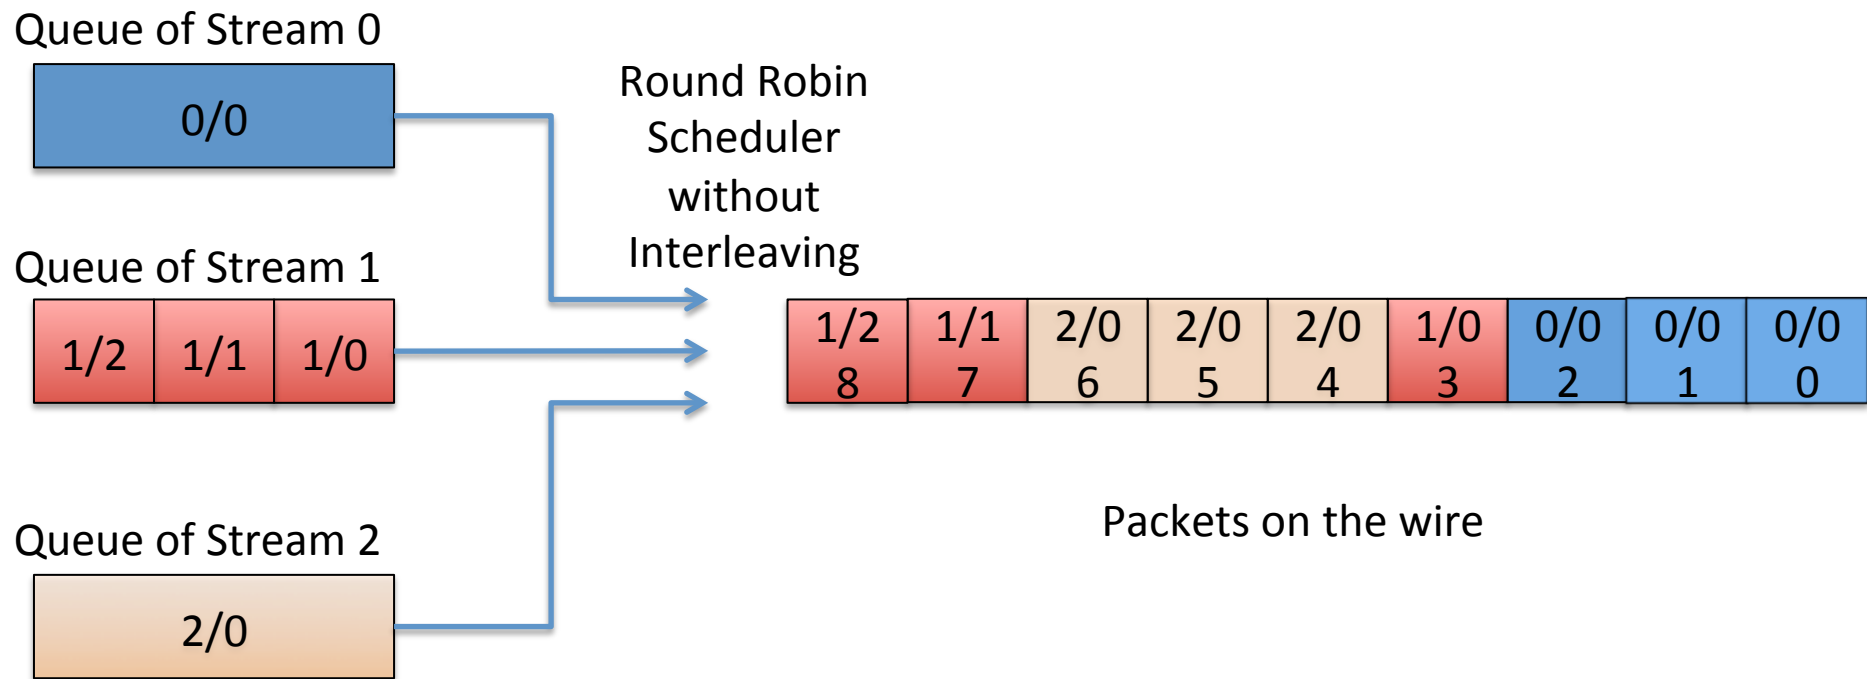 Queue of Stream 0
0/0
Round Robin
Scheduler
without
Interleaving
Queue of Stream 1
1/2 1/1 1/0
1/2 1/1 2/0 2/0 2/0 1/0 0/0 0/0 0/0
8 7 6 5 4 3 2 1 0
Packets on the wire
Queue of Stream 2
2/0